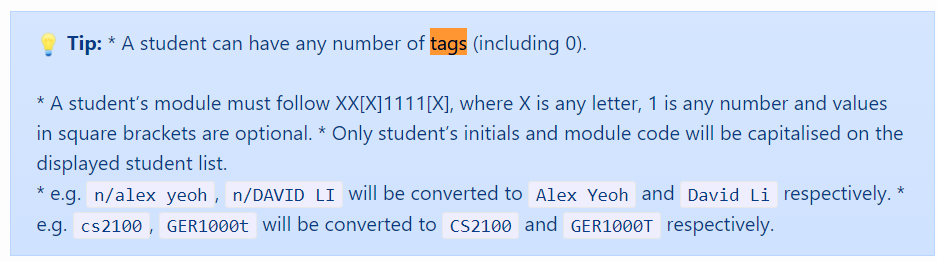 💡 Tip: * A student can have any number of tags (including 0).
* A student’s module must follow XX[X]1111[X], where X is any letter, 1 is any number and values
in square brackets are optional. * Only student’s initials and module code will be capitalised on the
displayed student list.
* e.g. n/alex yeoh , n/DAVID LI will be converted to Alex Yeoh and David Li respectively. *
e.g. cs2100 , GER1000t will be converted to CS2100 and GER1000T respectively.